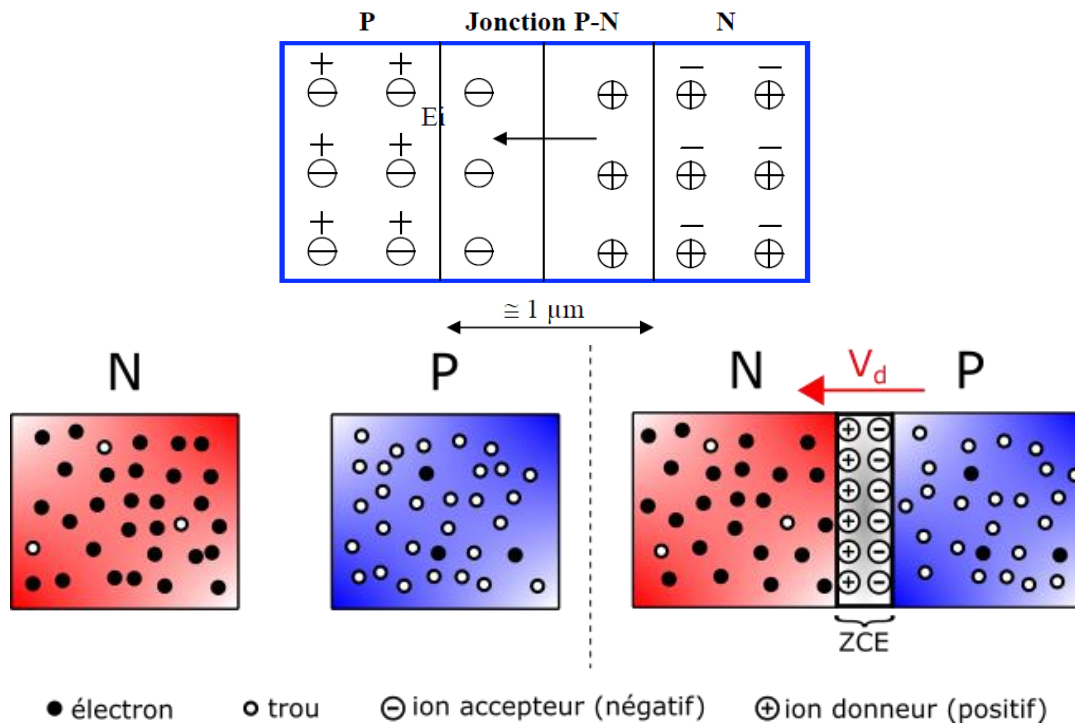 P Jonction P-N N
Ei
≅ 1 µm
N P N V_d P
ZCE
électron trou ion accepteur (négatif) ion donneur (positif)